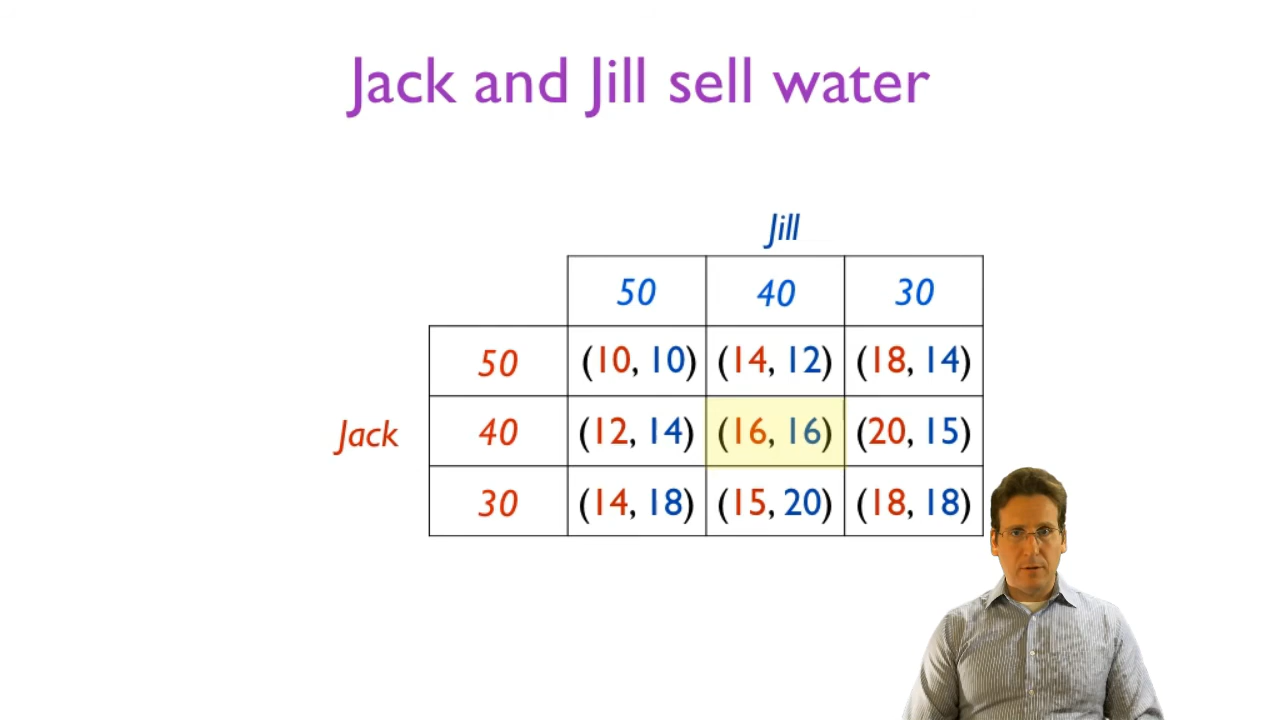 Jack and Jill sell water
Jill
50 40 30
50 (10, 10) (14, 12) (18, 14)
Jack 40 (12, 14) (16, 16) (20, 15)
30 (14, 18) (15, 20) (18, 18)